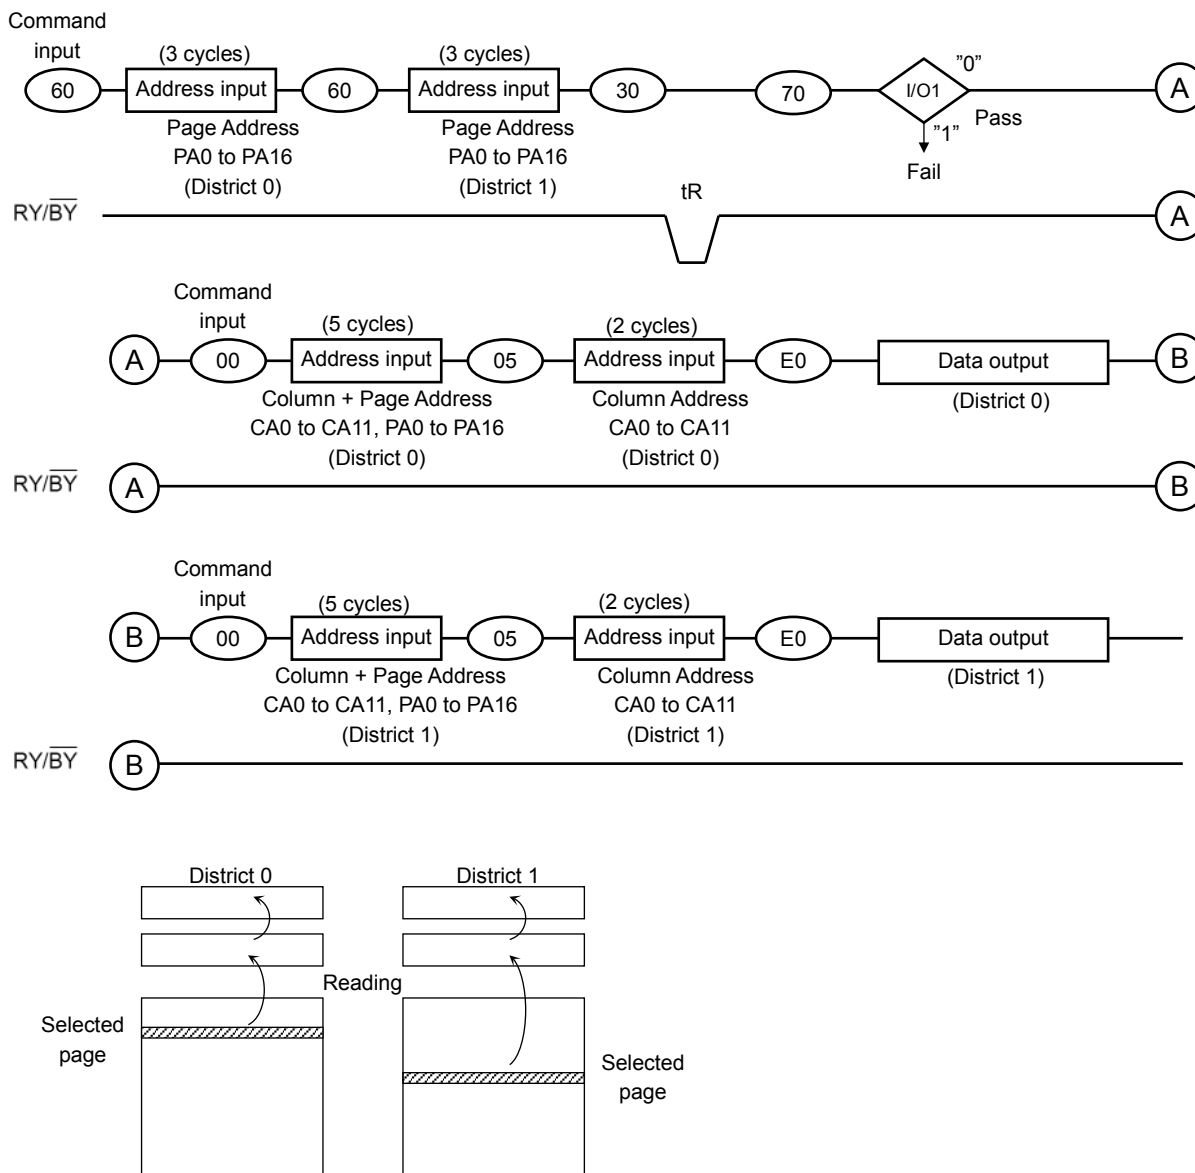 Command
input
(3 cycles)
(3 cycles)
60
Address input
60
Address input
30
70
I/O1
”0”
A
Pass
”1”
Fail
Page Address
PA0 to PA16
(District 0)
Page Address
PA0 to PA16
(District 1)
tR
RY/BY
A
Command
input
(5 cycles)
(2 cycles)
A
00
Address input
05
Address input
E0
Data output
B
Column + Page Address
CA0 to CA11, PA0 to PA16
(District 0)
Column Address
CA0 to CA11
(District 0)
(District 0)
RY/BY
A
B
Command
input
(5 cycles)
(2 cycles)
B
00
Address input
05
Address input
E0
Data output
Column + Page Address
CA0 to CA11, PA0 to PA16
(District 1)
Column Address
CA0 to CA11
(District 1)
(District 1)
RY/BY
B
District 0
District 1
Reading
Selected
page
Selected
page